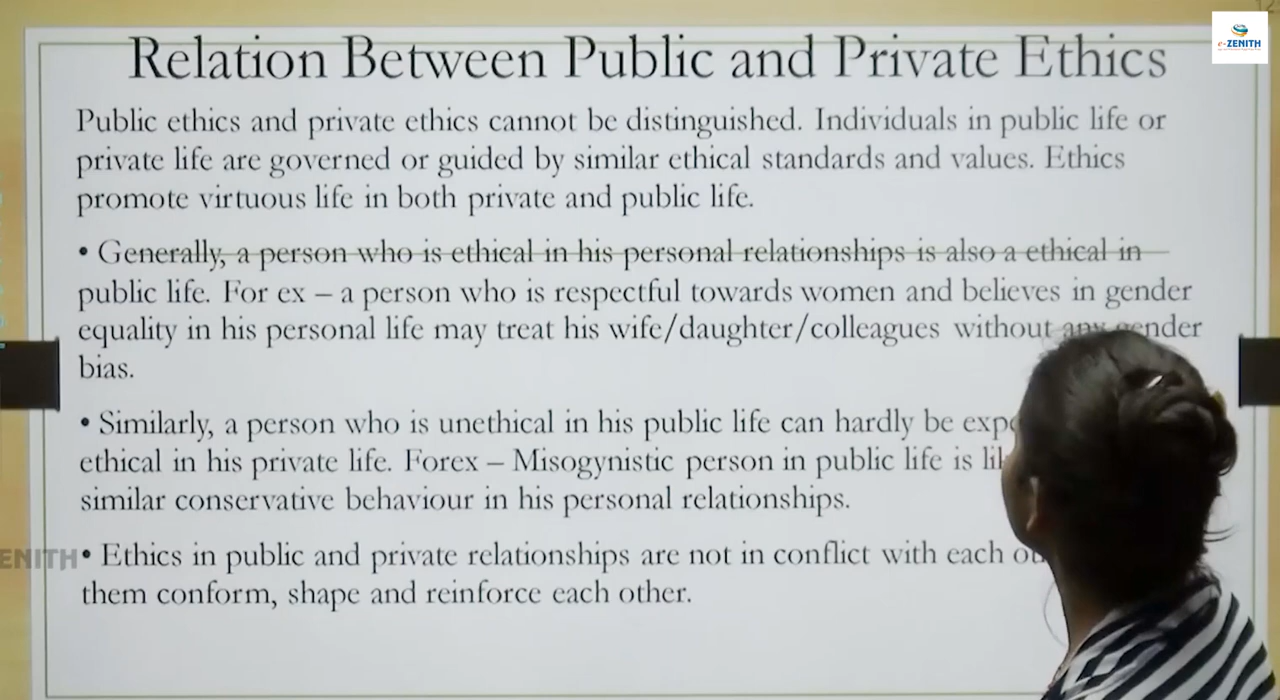 e-ZENITH
Relation Between Public and Private Ethics
Public ethics and private ethics cannot be distinguished. Individuals in public life or
private life are governed or guided by similar ethical standards and values. Ethics
promote virtuous life in both private and public life.
• Generally, a person who is ethical in his personal relationships is also a ethical in
public life. For ex – a person who is respectful towards women and believes in gender
equality in his personal life may treat his wife/daughter/colleagues without any gender
bias.
• Similarly, a person who is unethical in his public life can hardly be
ethical in his private life. Forex – Misogynistic person in public life is
similar conservative behaviour in his personal relationships.
ENITH
• Ethics in public and private relationships are not in conflict with each
them conform, shape and reinforce each other.